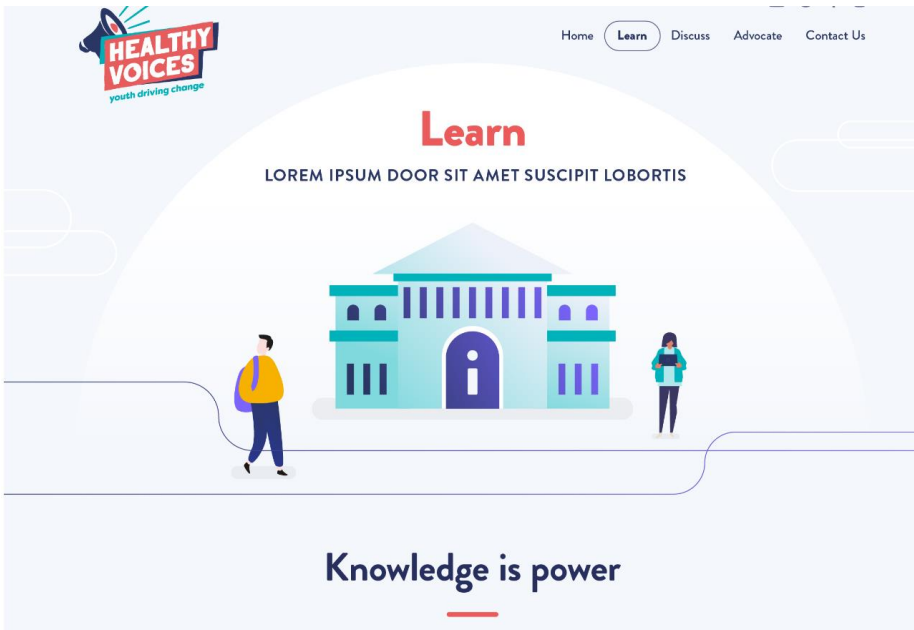 HEALTHY
VOICES
youth driving change
Home Learn Discuss Advocate Contact Us
Learn
LOREM IPSUM DOOR SIT AMET SUSCIPIT LOBORTIS
i
Knowledge is power